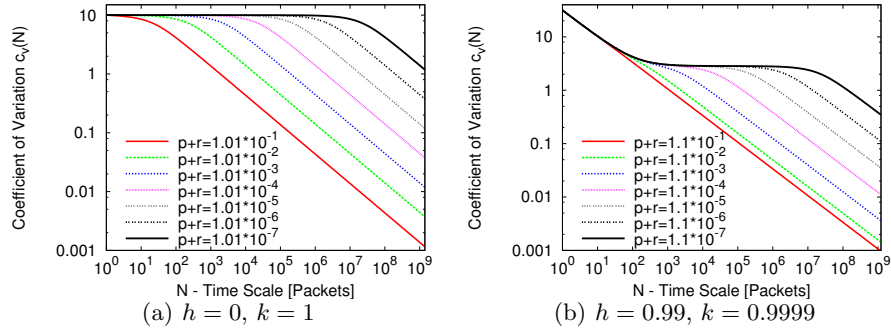 Coefficient of Variation c_v(N)
10
1
0.1
0.01
0.001
p+r=1.01*10^-1
p+r=1.01*10^-2
p+r=1.01*10^-3
p+r=1.01*10^-4
p+r=1.01*10^-5
p+r=1.01*10^-6
p+r=1.01*10^-7
10^0 10^1 10^2 10^3 10^4 10^5 10^6 10^7 10^8 10^9
N - Time Scale [Packets]
(a) h = 0, k = 1
Coefficient of Variation c_v(N)
10
1
0.1
0.01
0.001
p+r=1.1*10^-1
p+r=1.1*10^-2
p+r=1.1*10^-3
p+r=1.1*10^-4
p+r=1.1*10^-5
p+r=1.1*10^-6
p+r=1.1*10^-7
10^0 10^1 10^2 10^3 10^4 10^5 10^6 10^7 10^8 10^9
N - Time Scale [Packets]
(b) h = 0.99, k = 0.9999